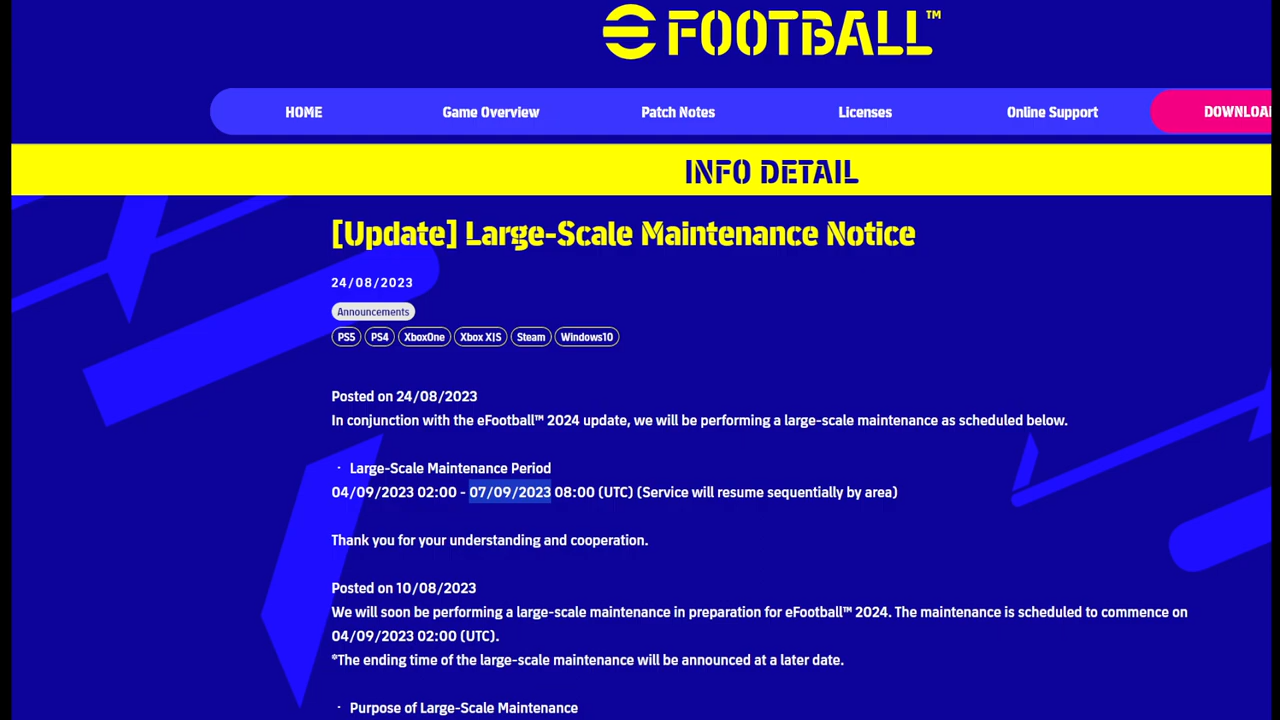 FOOTBALL™
HOME Game Overview Patch Notes Licenses Online Support
INFO DETAIL
[Update] Large-Scale Maintenance Notice
24/08/2023
Announcements
PS5 PS4 XboxOne Xbox X|S Steam Windows10
Posted on 24/08/2023
In conjunction with the eFootball™ 2024 update, we will be performing a large-scale maintenance as scheduled below.
・ Large-Scale Maintenance Period
04/09/2023 02:00 - 07/09/2023 08:00 (UTC) (Service will resume sequentially by area)
Thank you for your understanding and cooperation.
Posted on 10/08/2023
We will soon be performing a large-scale maintenance in preparation for eFootball™ 2024. The maintenance is scheduled to commence on
04/09/2023 02:00 (UTC).
*The ending time of the large-scale maintenance will be announced at a later date.
・ Purpose of Large-Scale Maintenance